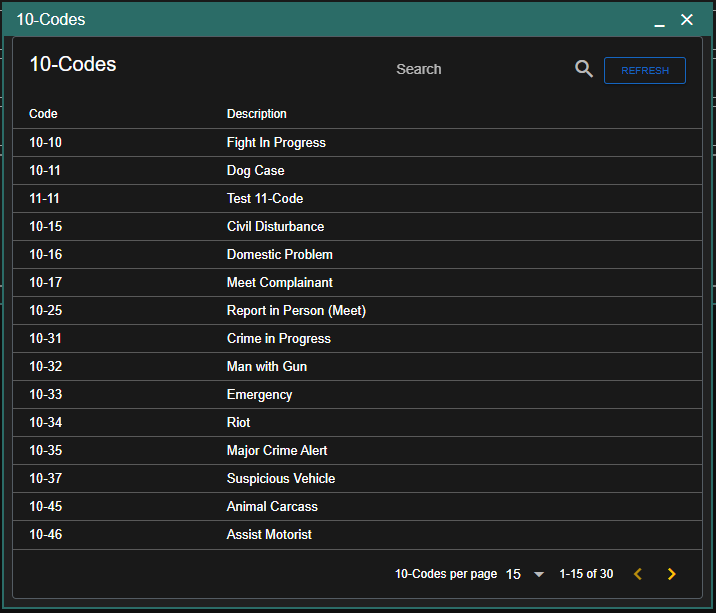 10-Codes
10-Codes Search REFRESH
Code Description
10-10 Fight In Progress
10-11 Dog Case
11-11 Test 11-Code
10-15 Civil Disturbance
10-16 Domestic Problem
10-17 Meet Complainant
10-25 Report in Person (Meet)
10-31 Crime in Progress
10-32 Man with Gun
10-33 Emergency
10-34 Riot
10-35 Major Crime Alert
10-37 Suspicious Vehicle
10-45 Animal Carcass
10-46 Assist Motorist
10-Codes per page 15 1-15 of 30